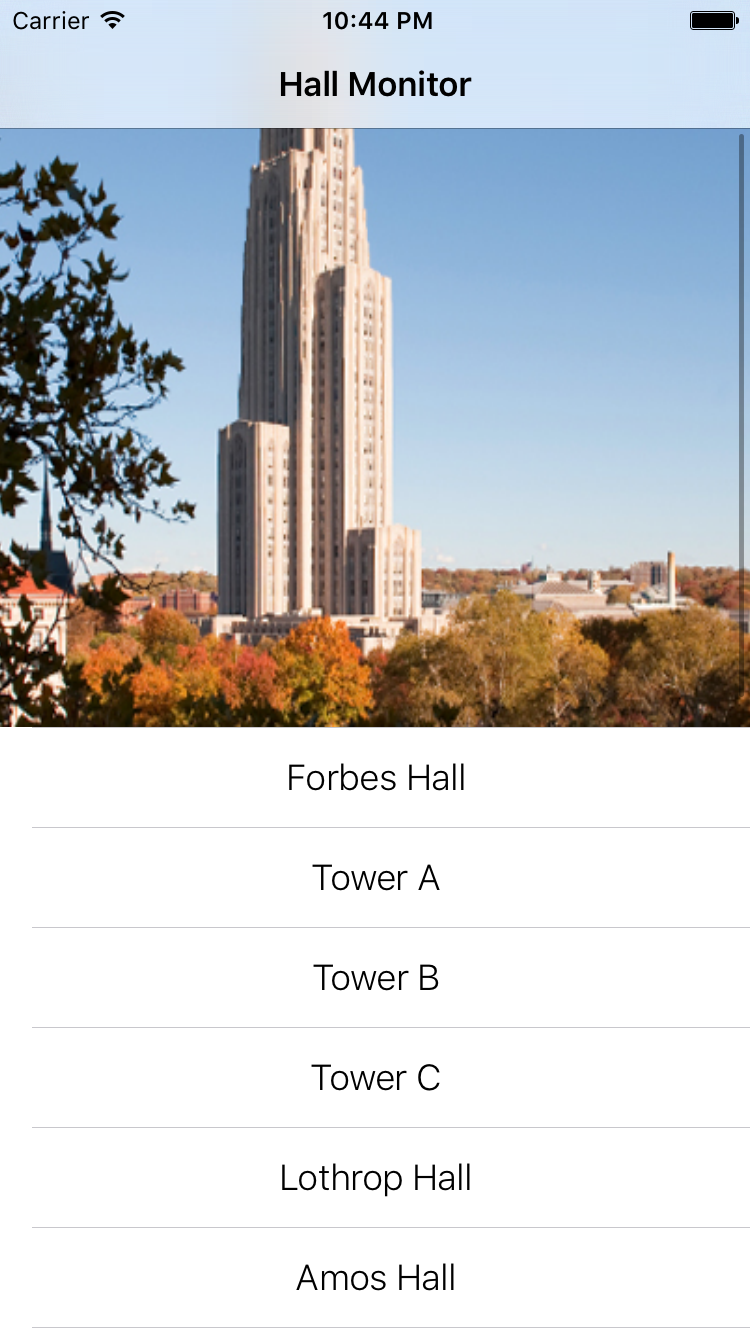 Carrier 10:44 PM
Hall Monitor
Forbes Hall
Tower A
Tower B
Tower C
Lothrop Hall
Amos Hall